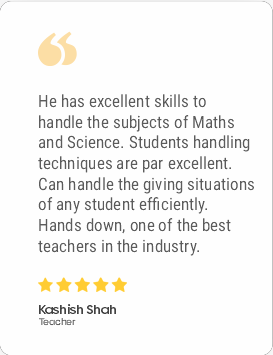 He has excellent skills to
handle the subjects of Maths
and Science. Students handling
techniques are par excellent.
Can handle the giving situations
of any student efficiently.
Hands down, one of the best
teachers in the industry.
Kashish Shah
Teacher